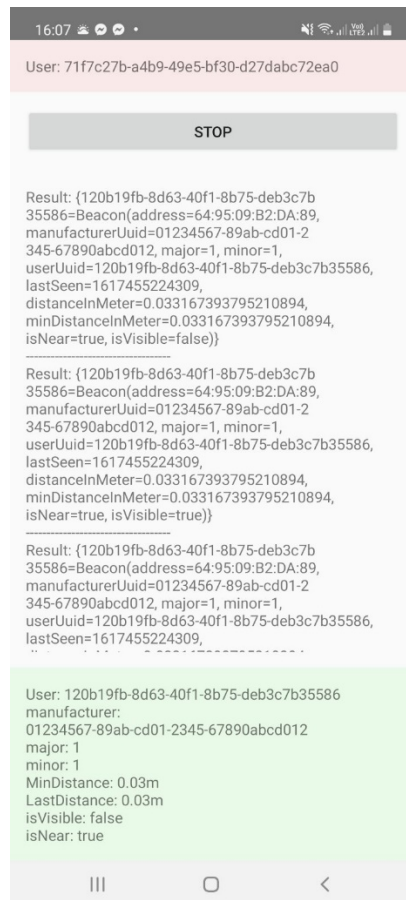 16:07
User: 71f7c27b-a4b9-49e5-bf30-d27dabc72ea0
STOP
Result: {120b19fb-8d63-40f1-8b75-deb3c7b
35586=Beacon(address=64:95:09:B2:DA:89,
manufacturerUuid=01234567-89ab-cd01-2
345-67890abcd012, major=1, minor=1,
userUuid=120b19fb-8d63-40f1-8b75-deb3c7b35586,
lastSeen=1617455224309,
distanceInMeter=0.033167393795210894,
minDistanceInMeter=0.033167393795210894,
isNear=true, isVisible=false)}
-----------------------------------
Result: {120b19fb-8d63-40f1-8b75-deb3c7b
35586=Beacon(address=64:95:09:B2:DA:89,
manufacturerUuid=01234567-89ab-cd01-2
345-67890abcd012, major=1, minor=1,
userUuid=120b19fb-8d63-40f1-8b75-deb3c7b35586,
lastSeen=1617455224309,
distanceInMeter=0.033167393795210894,
minDistanceInMeter=0.033167393795210894,
isNear=true, isVisible=true)}
-----------------------------------
Result: {120b19fb-8d63-40f1-8b75-deb3c7b
35586=Beacon(address=64:95:09:B2:DA:89,
manufacturerUuid=01234567-89ab-cd01-2
345-67890abcd012, major=1, minor=1,
userUuid=120b19fb-8d63-40f1-8b75-deb3c7b35586,
lastSeen=1617455224309,
User: 120b19fb-8d63-40f1-8b75-deb3c7b35586
manufacturer:
01234567-89ab-cd01-2345-67890abcd012
major: 1
minor: 1
MinDistance: 0.03m
LastDistance: 0.03m
isVisible: false
isNear: true